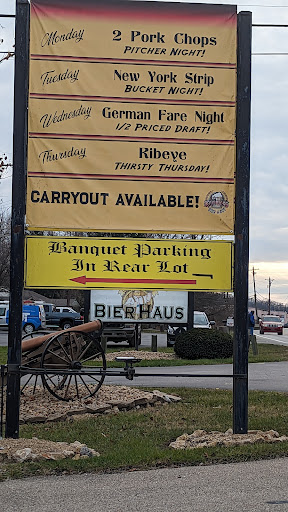 Monday 2 Pork Chops
Pitcher Night!
Tuesday New York Strip
Bucket Night!
Wednesday German Fare Night
1/2 Priced Draft!
Thursday Ribeye
Thirsty Thursday!
CARRYOUT AVAILABLE!
Banquet Parking
In Rear Lot
BIERHAUS